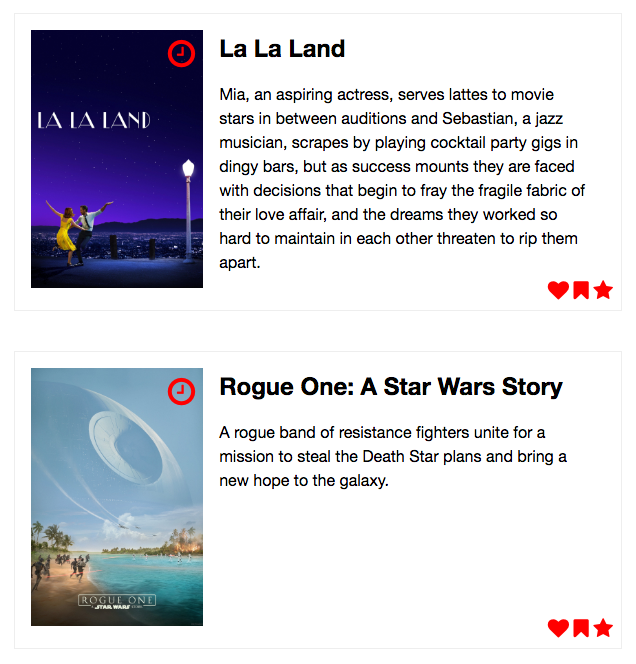 LA LA LAND
La La Land
Mia, an aspiring actress, serves lattes to movie
stars in between auditions and Sebastian, a jazz
musician, scrapes by playing cocktail party gigs in
dingy bars, but as success mounts they are faced
with decisions that begin to fray the fragile fabric of
their love affair, and the dreams they worked so
hard to maintain in each other threaten to rip them
apart.
ROGUE ONE
A STAR WARS STORY
Rogue One: A Star Wars Story
A rogue band of resistance fighters unite for a
mission to steal the Death Star plans and bring a
new hope to the galaxy.